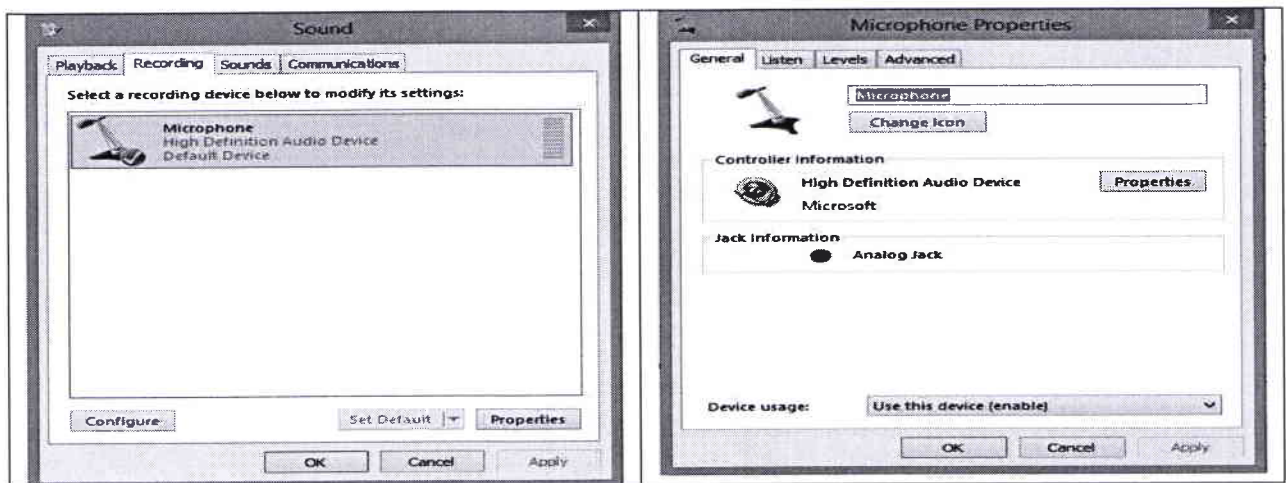 Sound
Playback Recording Sounds Communications
Select a recording device below to modify its settings:
Microphone
High Definition Audio Device
Default Device
Configure Set Default Properties
OK Cancel Apply
Microphone Properties
General Listen Levels Advanced
Microphone
Change Icon
Controller Information
High Definition Audio Device Properties
Microsoft
Jack Information
Analog Jack
Device usage: Use this device (enable)
OK Cancel Apply